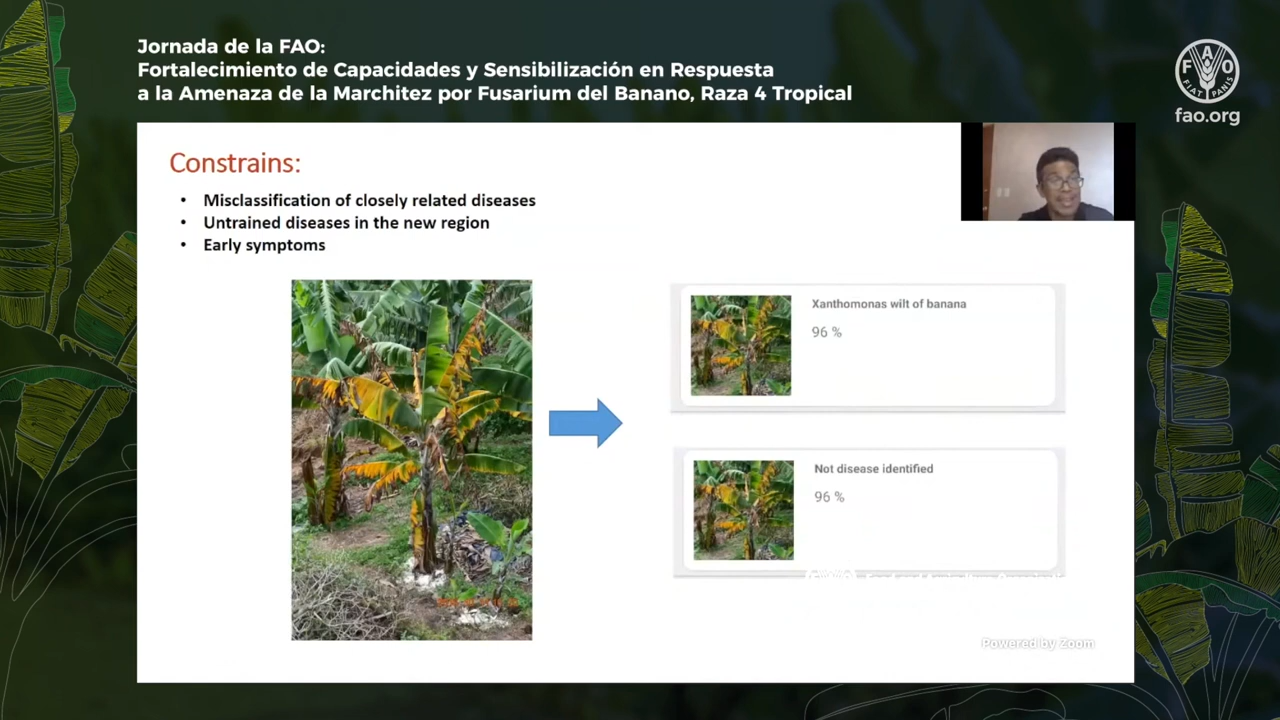 Jornada de la FAO:
Fortalecimiento de Capacidades y Sensibilización en Respuesta
a la Amenaza de la Marchitez por Fusarium del Banano, Raza 4 Tropical
F A O
FIAT PANIS
fao.org
Constrains:
• Misclassification of closely related diseases
• Untrained diseases in the new region
• Early symptoms
Xanthomonas wilt of banana
96 %
Not disease identified
96 %
Powered by Zoom